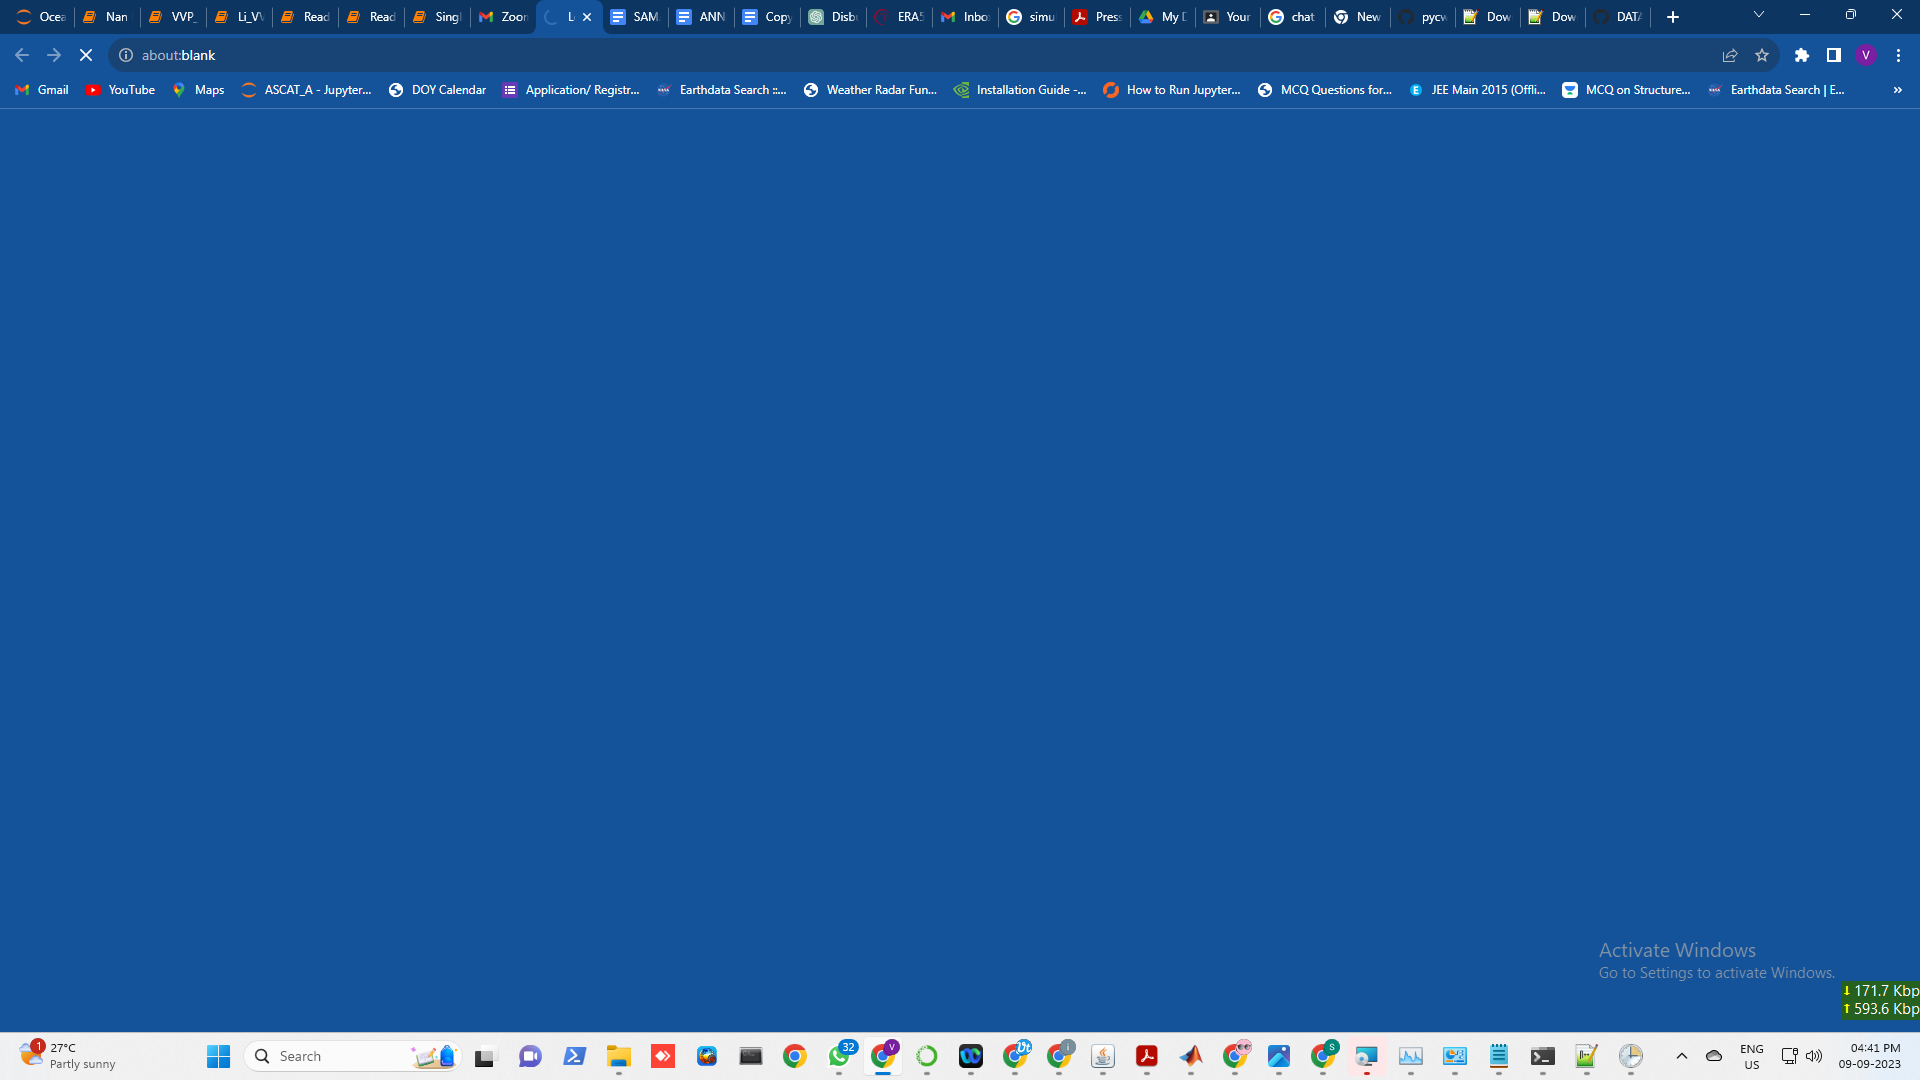 Ocea
Nan
VVP_
Li_VV
Read
Read
Singl
Zoon
Lo
SAM
ANN
Copy
Disbu
ERA5
Inbo
simu
Press
My D
Your
chat
New
pycw
Dow
Dow
DATA
about:blank
V
Gmail
YouTube
Maps
ASCAT_A - Jupyter...
DOY Calendar
Application/ Registr...
Earthdata Search ::...
Weather Radar Fun...
Installation Guide -...
How to Run Jupyter...
MCQ Questions for...
JEE Main 2015 (Offli...
MCQ on Structure...
Earthdata Search | E...
»
Activate Windows
Go to Settings to activate Windows.
↓ 171.7 Kbp
↑ 593.6 Kbp
1
27°C
Partly sunny
Search
32
V
i
S
ENG
US
04:41 PM
09-09-2023